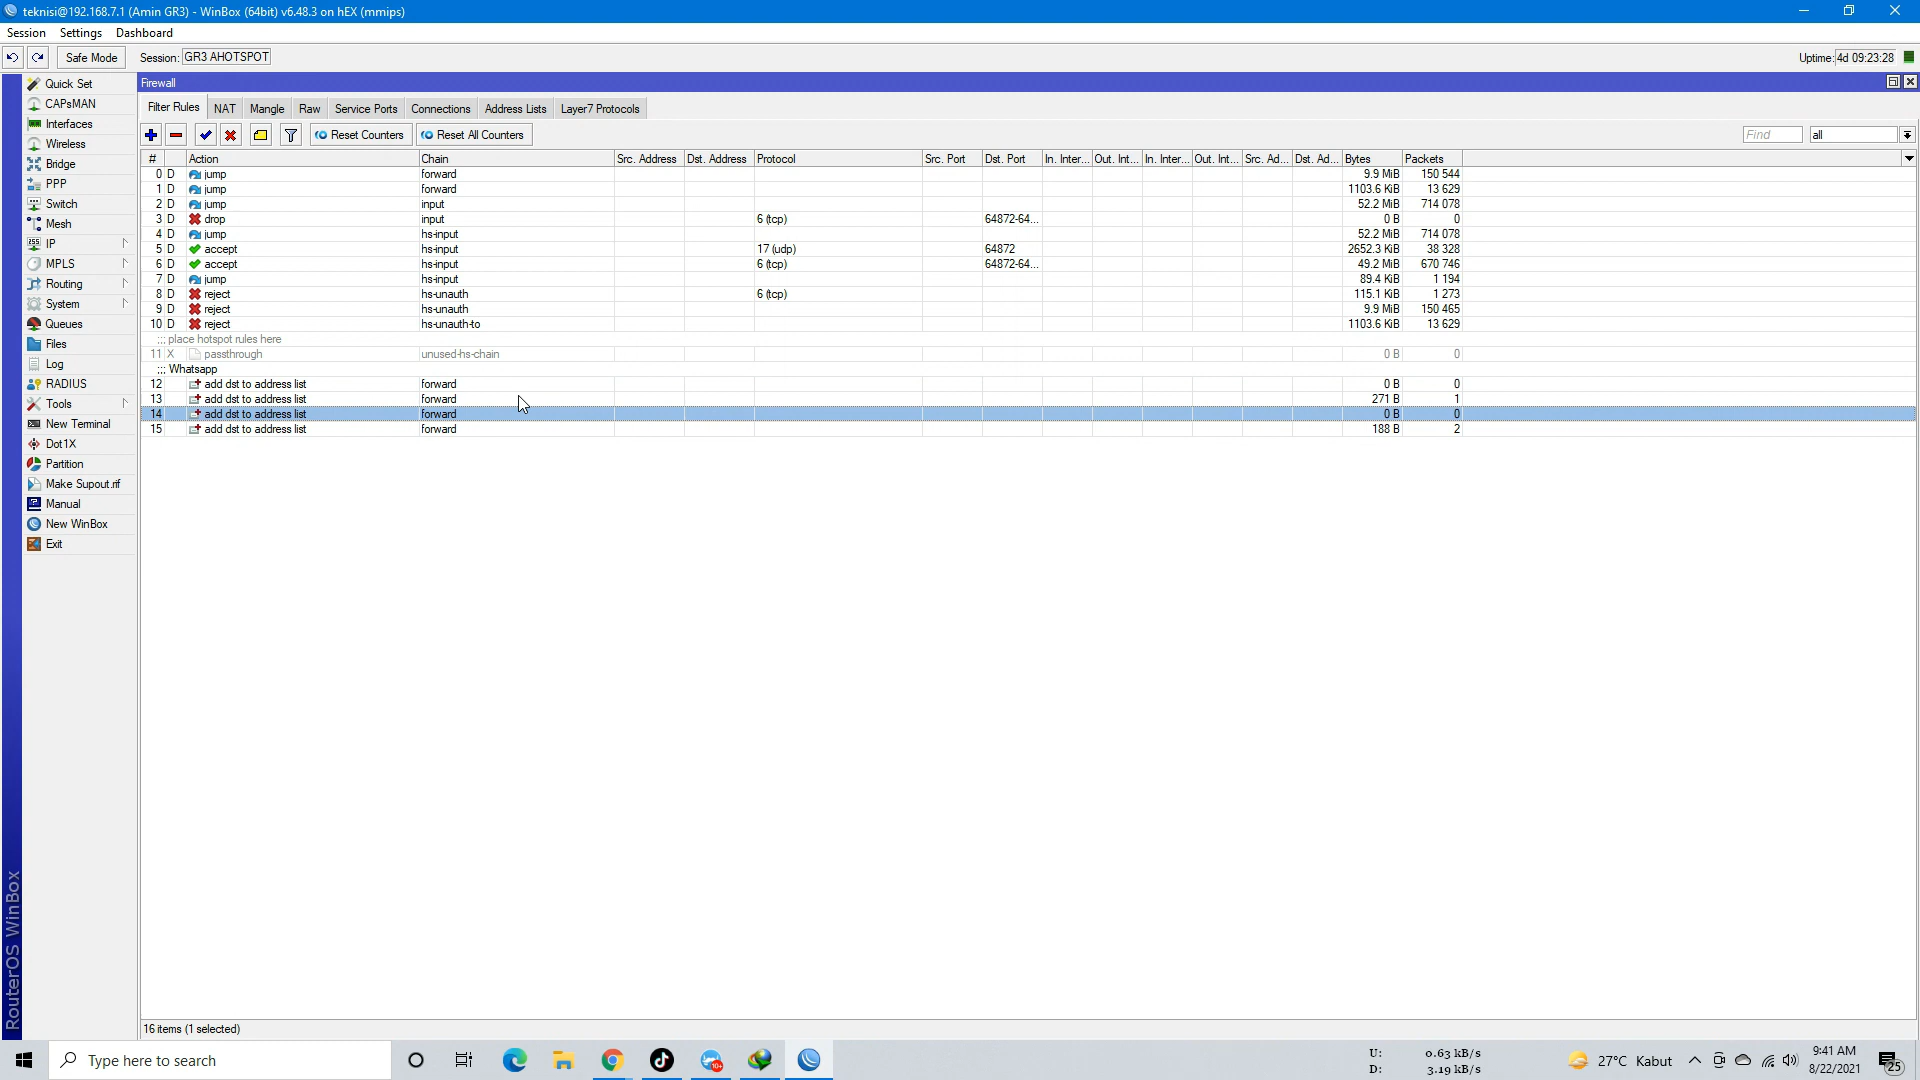 teknisi@192.168.7.1 (Amin GR3) - WinBox (64bit) v6.48.3 on hEX (mmips)
Session Settings Dashboard
Safe Mode Session: GR3 AHOTSPOT Uptime: 4d 09:23:28
Firewall
Filter Rules NAT Mangle Raw Service Ports Connections Address Lists Layer7 Protocols
Reset Counters Reset All Counters Find all
# Action Chain Src. Address Dst. Address Protocol Src. Port Dst. Port In. Inter... Out. Int... In. Inter... Out. Int... Src. Ad... Dst. Ad... Bytes Packets
0 D jump forward 9.9 MiB 150 544
1 D jump forward 1103.6 KiB 13 629
2 D jump input 52.2 MiB 714 078
3 D drop input 6 (tcp) 64872-64... 0 B 0
4 D jump hs-input 52.2 MiB 714 078
5 D accept hs-input 17 (udp) 64872 2652.3 KiB 38 328
6 D accept hs-input 6 (tcp) 64872-64... 49.2 MiB 670 746
7 D jump hs-input 89.4 KiB 1 194
8 D reject hs-unauth 6 (tcp) 115.1 KiB 1 273
9 D reject hs-unauth 9.9 MiB 150 465
10 D reject hs-unauth-to 1103.6 KiB 13 629
::: place hotspot rules here
11 X passthrough unused-hs-chain 0 B 0
::: Whatsapp
12 add dst to address list forward 0 B 0
13 add dst to address list forward 271 B 1
14 add dst to address list forward 0 B 0
15 add dst to address list forward 188 B 2
16 items (1 selected)
Quick Set
CAPsMAN
Interfaces
Wireless
Bridge
PPP
Switch
Mesh
255
IP
MPLS
Routing
System
Queues
Files
Log
RADIUS
Tools
New Terminal
Dot1X
Partition
Make Supout.rif
Manual
New WinBox
Exit
RouterOS WinBox
Type here to search
10+
U: 0.63 kB/s
D: 3.19 kB/s
27°C Kabut
9:41 AM
8/22/2021
25